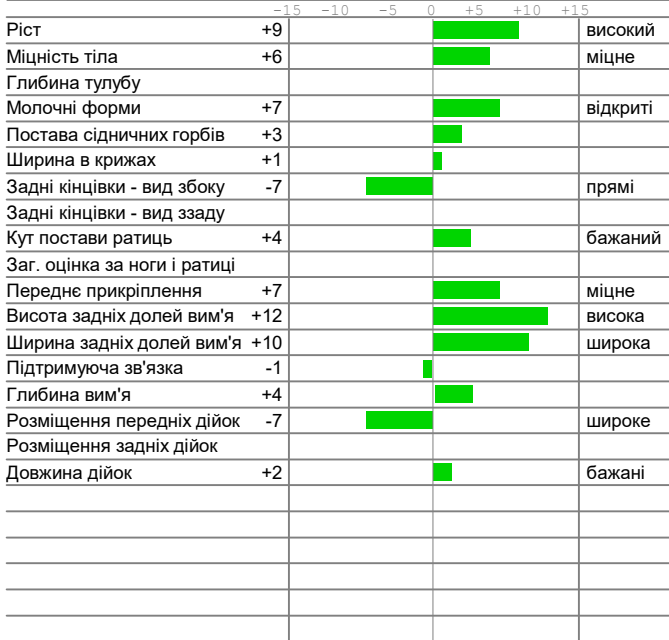 -15 -10 -5 0 +5 +10 +15
Ріст +9 високий
Міцність тіла +6 міцне
Глибина тулубу
Молочні форми +7 відкриті
Постава сідничних горбів +3
Ширина в крижах +1
Задні кінцівки - вид збоку -7 прямі
Задні кінцівки - вид ззаду
Кут постави ратиць +4 бажаний
Заг. оцінка за ноги і ратиці
Переднє прикріплення +7 міцне
Висота задніх долей вим'я +12 висока
Ширина задніх долей вим'я +10 широка
Підтримуюча зв'язка -1
Глибина вим'я +4
Розміщення передніх дійок -7 широке
Розміщення задніх дійок
Довжина дійок +2 бажані